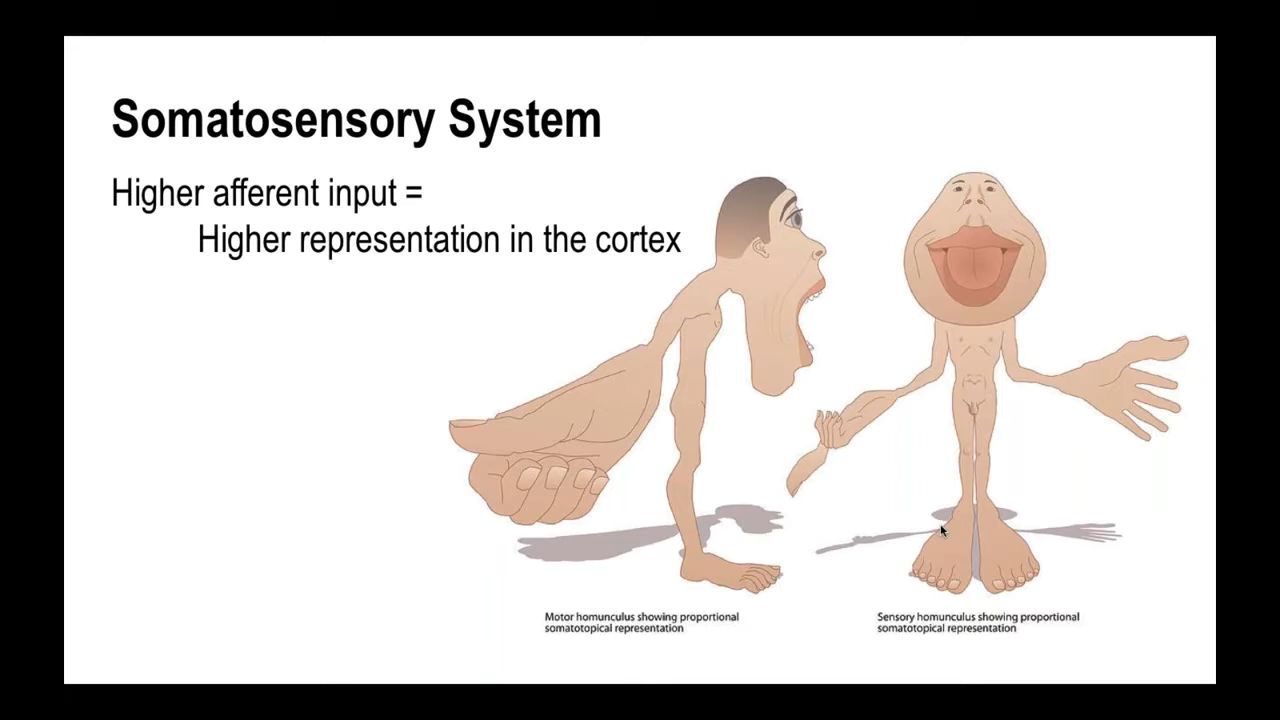 Somatosensory System
Higher afferent input =
Higher representation in the cortex
Motor homunculus showing proportional
somatotopical representation
Sensory homunculus showing proportional
somatotopical representation